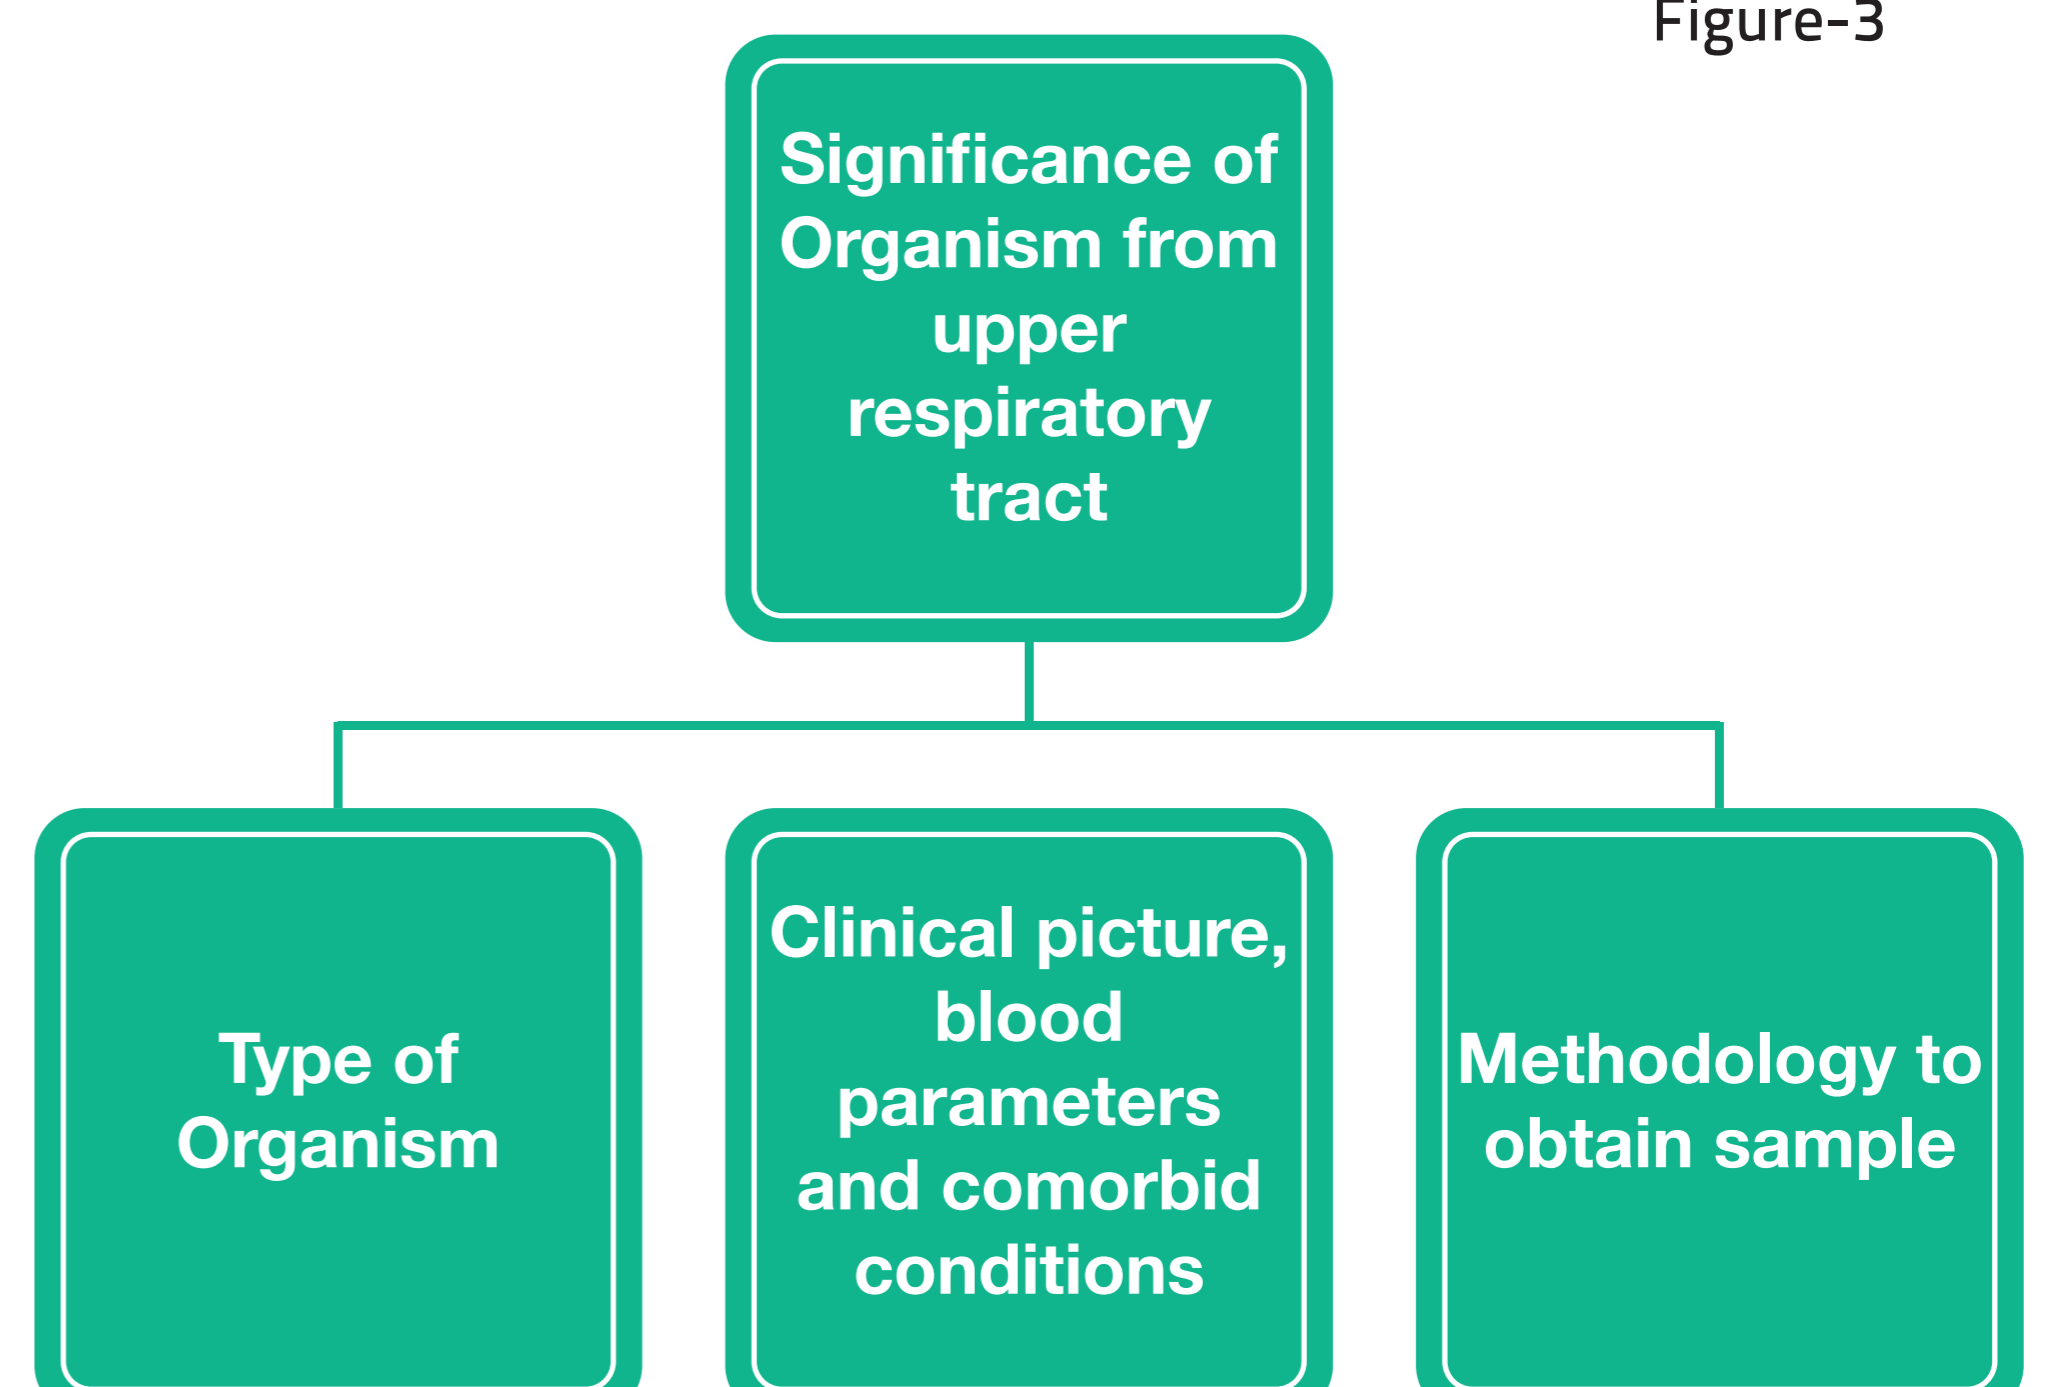 Figure-3
Significance of
Organism from
upper
respiratory
tract
Type of
Organism
Clinical picture,
blood
parameters
and comorbid
conditions
Methodology to
obtain sample